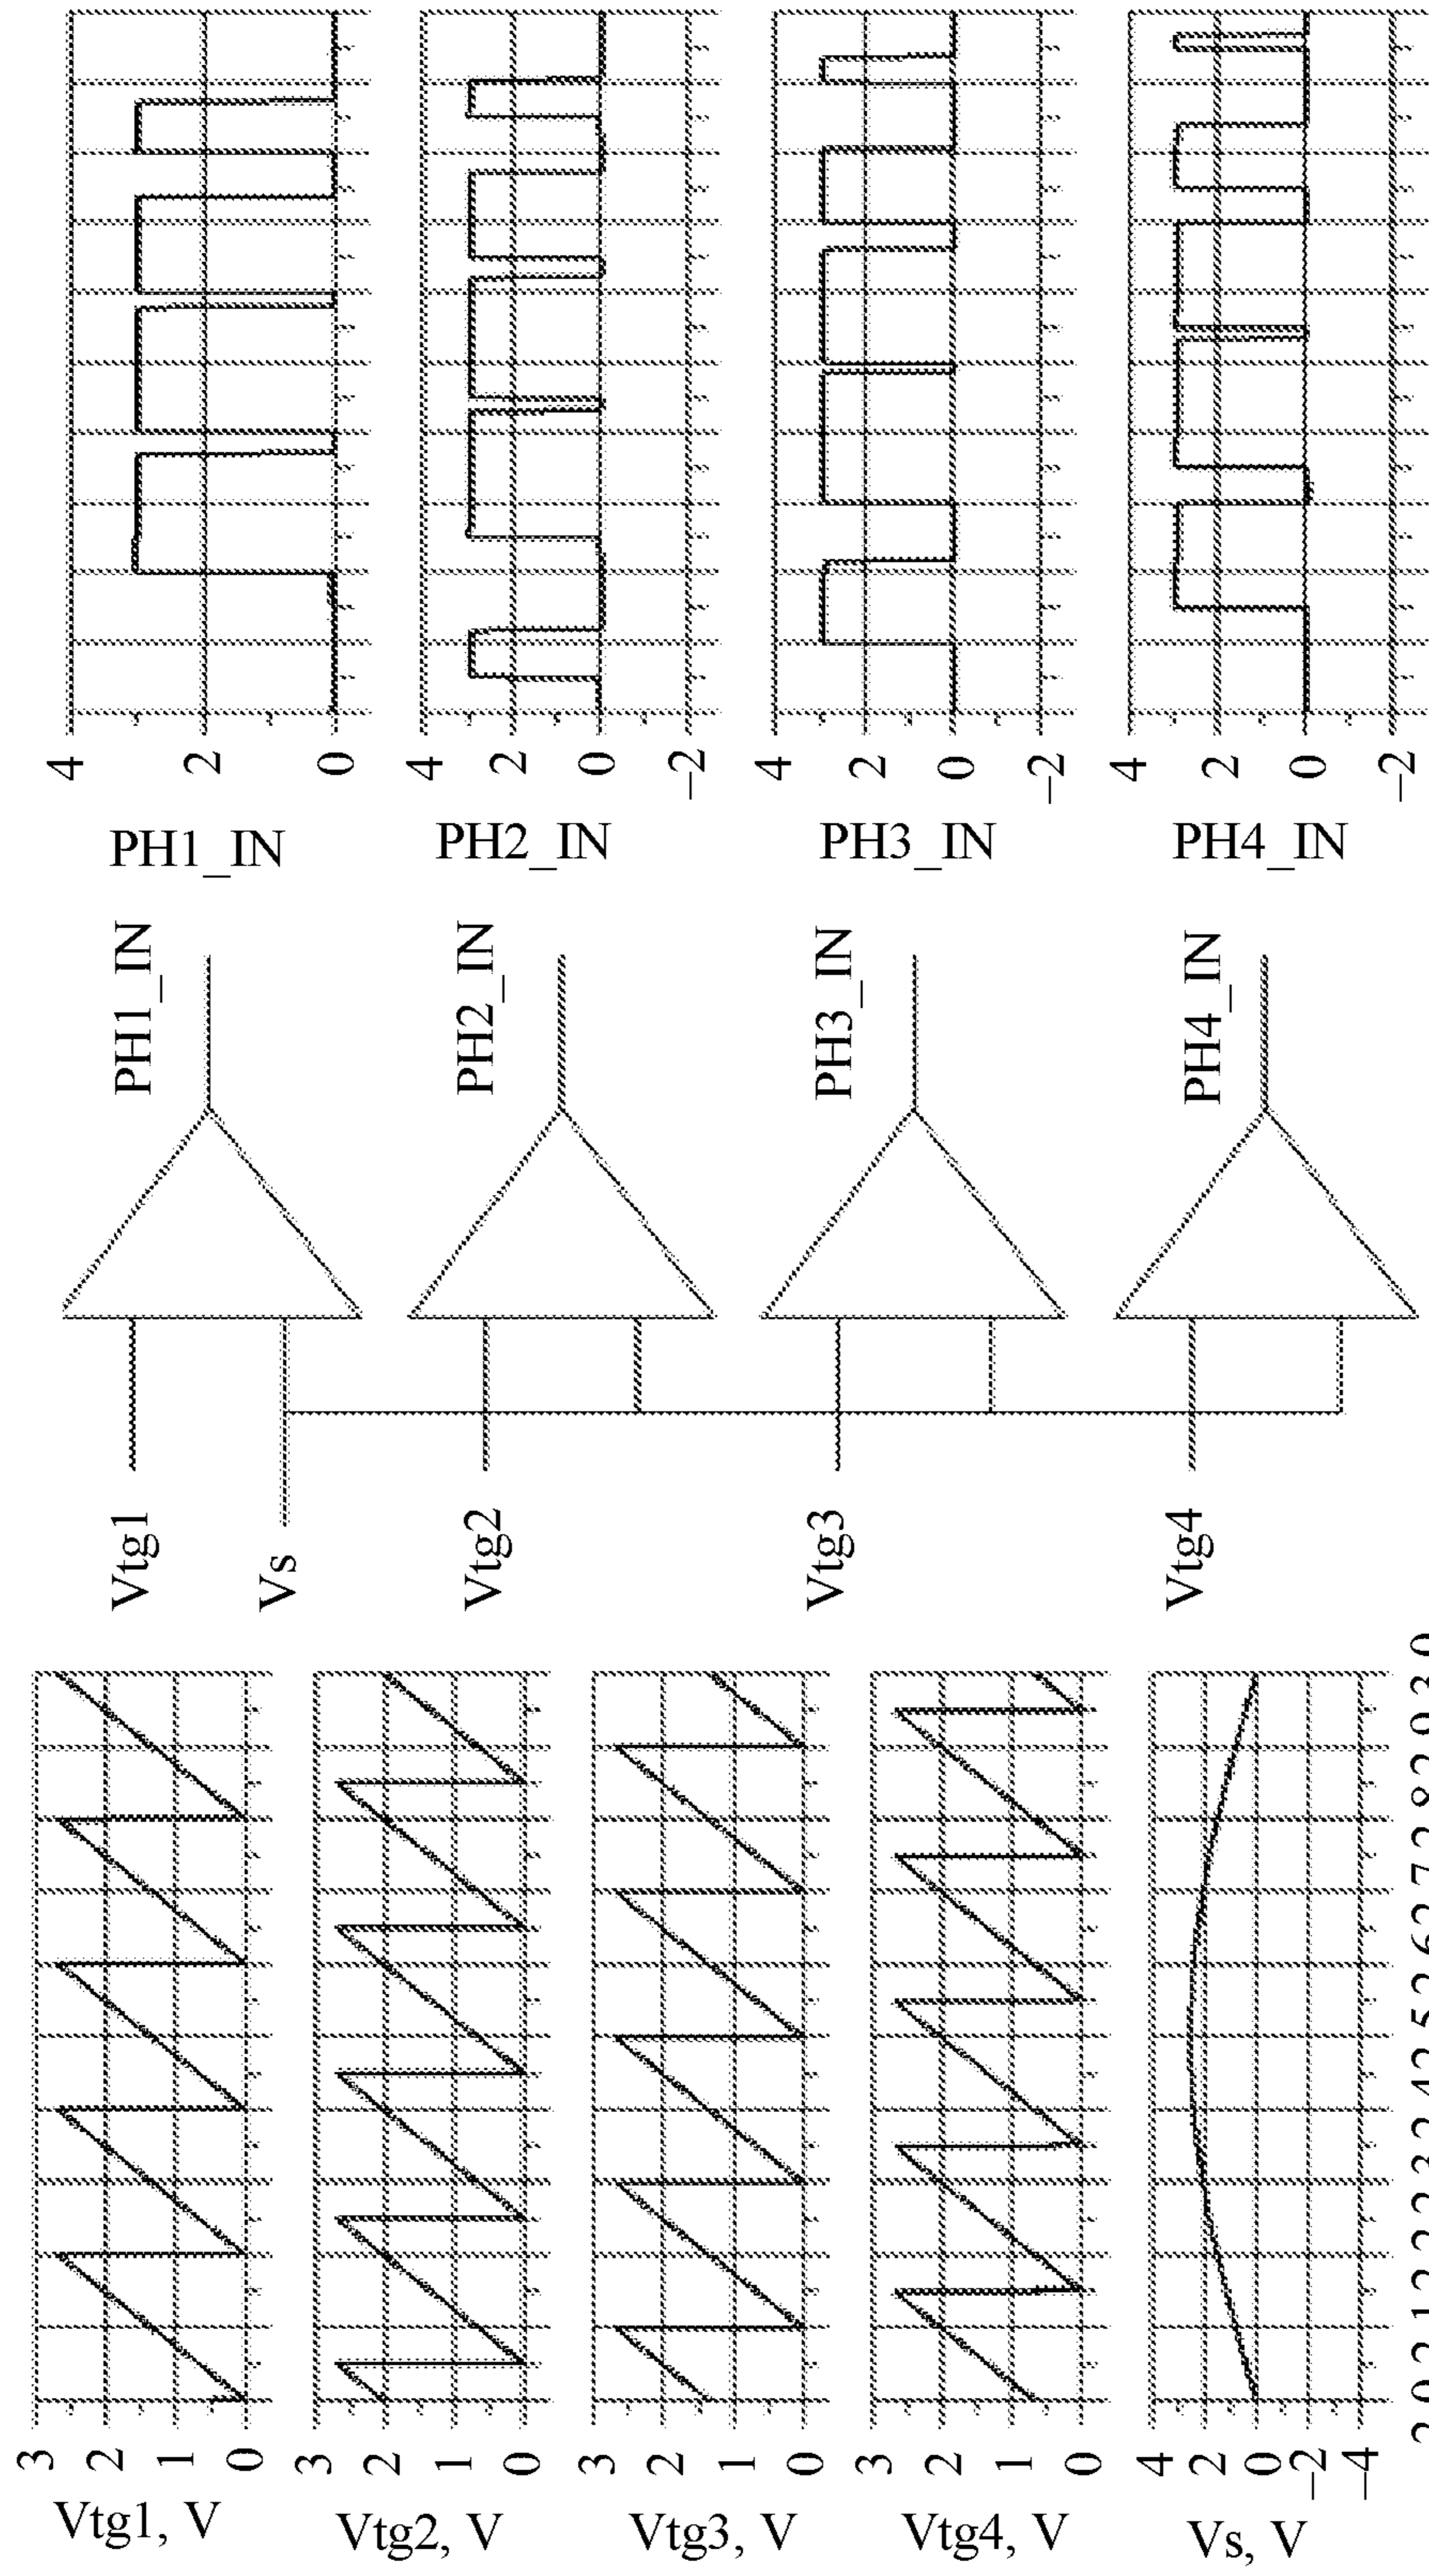 4 2 0
PH1_IN
4 2 0 −2
PH2_IN
4 2 0 −2
PH3_IN
4 2 0 −2
PH4_IN
PH1_IN
PH2_IN
PH3_IN
PH4_IN
Vtg1
Vs
Vtg2
Vtg3
Vtg4
3 2 1 0
Vtg1, V
3 2 1 0
Vtg2, V
3 2 1 0
Vtg3, V
3 2 1 0
Vtg4, V
4 2 0 −2 −4
Vs, V